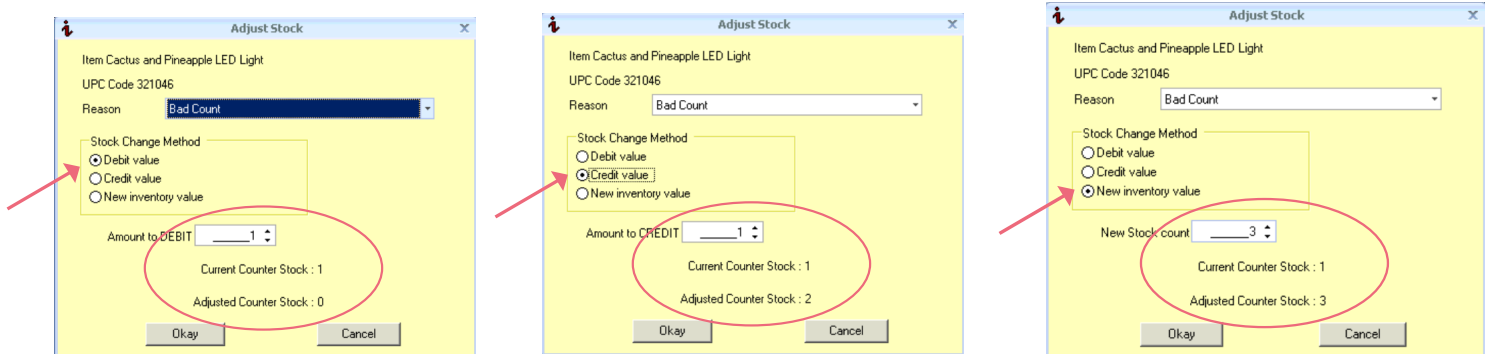 Adjust Stock
Item Cactus and Pineapple LED Light
UPC Code 321046
Reason Bad Count
Stock Change Method
Debit value
Credit value
New inventory value
Amount to DEBIT _____1
Current Counter Stock : 1
Adjusted Counter Stock : 0
Okay Cancel
Adjust Stock
Item Cactus and Pineapple LED Light
UPC Code 321046
Reason Bad Count
Stock Change Method
Debit value
Credit value
New inventory value
Amount to CREDIT _____1
Current Counter Stock : 1
Adjusted Counter Stock : 2
Okay Cancel
Adjust Stock
Item Cactus and Pineapple LED Light
UPC Code 321046
Reason Bad Count
Stock Change Method
Debit value
Credit value
New inventory value
New Stock count _____3
Current Counter Stock : 1
Adjusted Counter Stock : 3
Okay Cancel